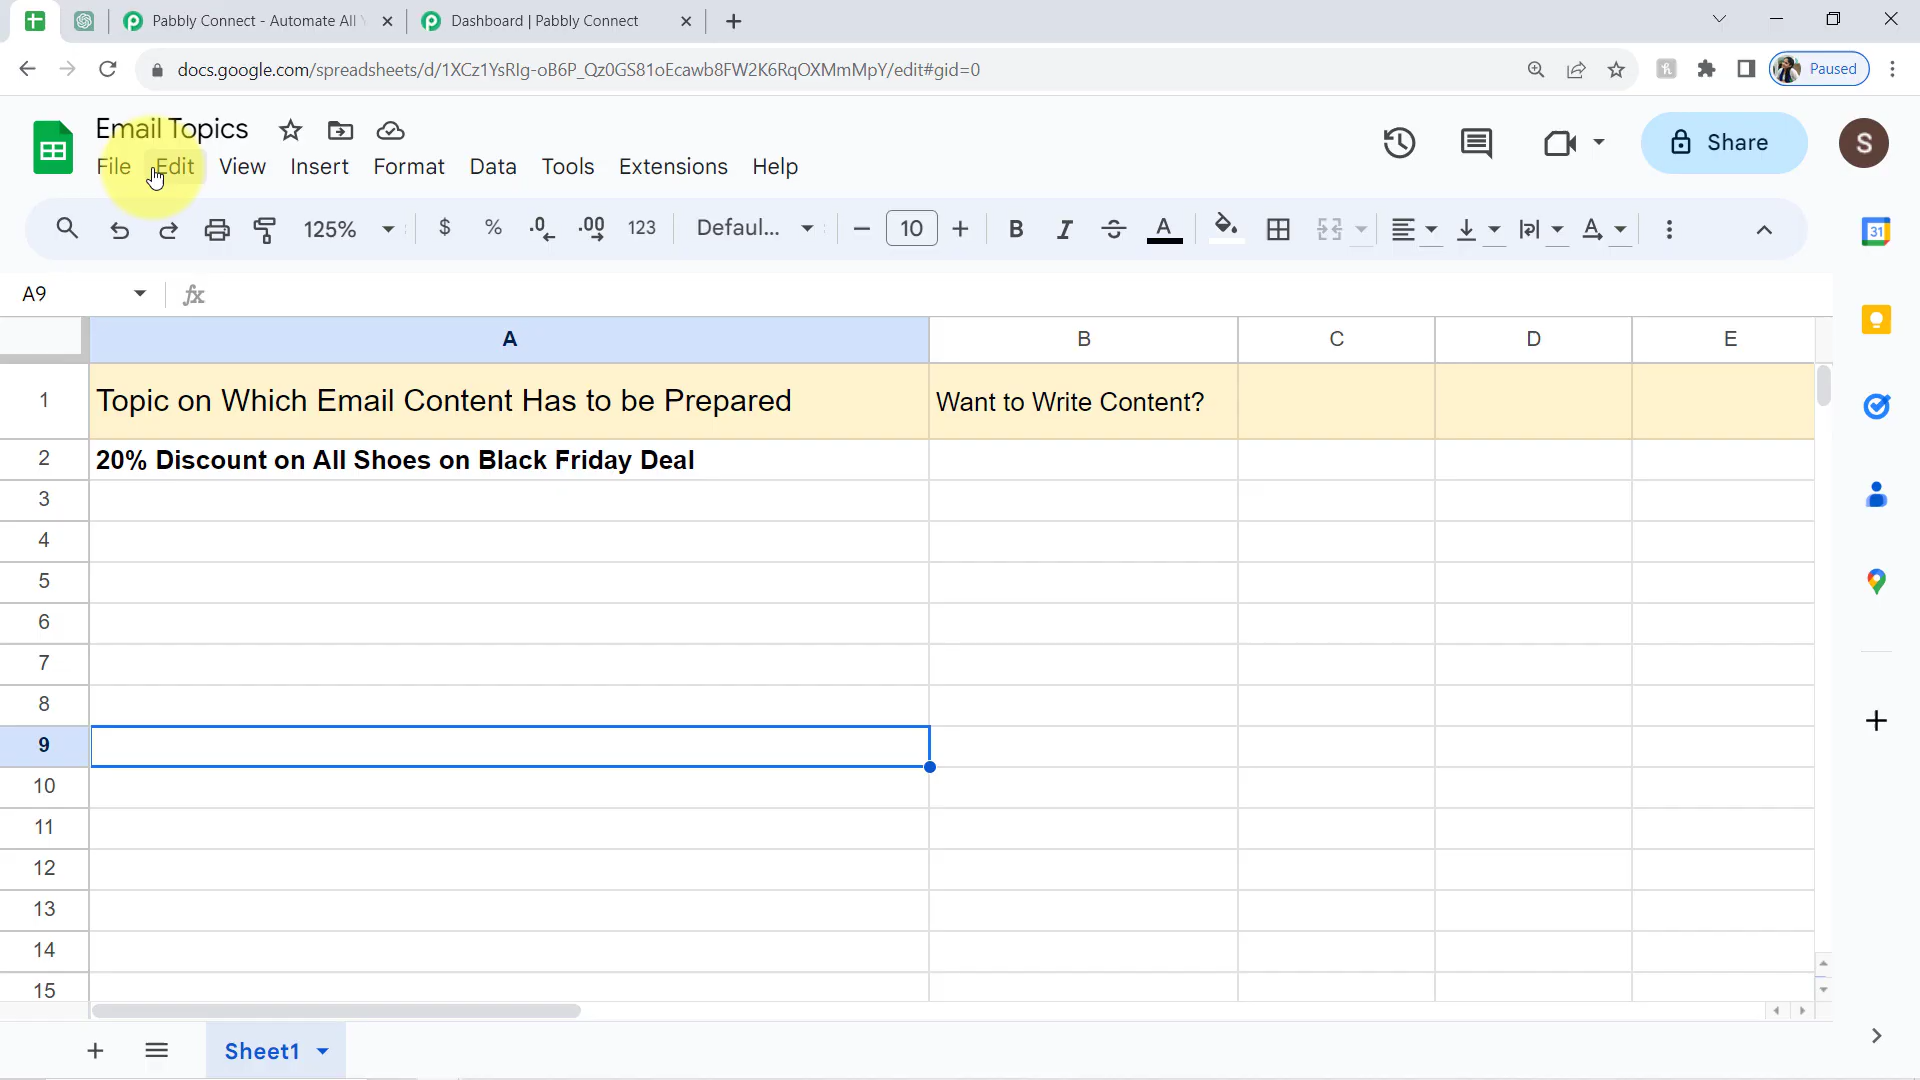 Pabbly Connect - Automate All
Dashboard | Pabbly Connect
docs.google.com/spreadsheets/d/1XCz1YsRIg-oB6P_Qz0GS81oEcawb8FW2K6RqOXMmMpY/edit#gid=0
Paused
Email Topics
File Edit View Insert Format Data Tools Extensions Help
Share
S
125% $ % .0 .00 123 Defaul... 10 B I A A
31
A9 fx
A B C D E
1 Topic on Which Email Content Has to be Prepared Want to Write Content?
2 20% Discount on All Shoes on Black Friday Deal
3
4
5
6
7
8
9
10
11
12
13
14
15
Sheet1